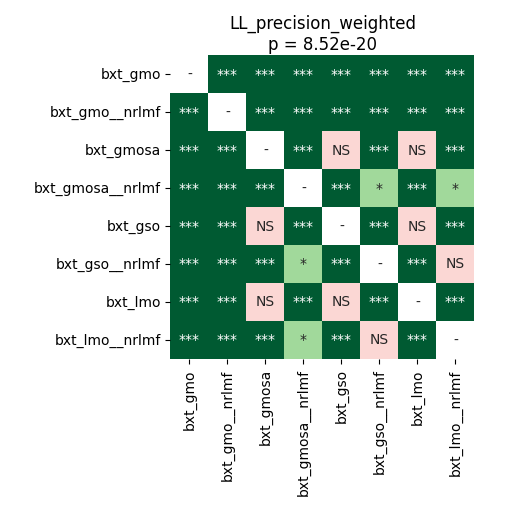 LL_precision_weighted
p = 8.52e-20
bxt_gmo - *** *** *** *** *** *** ***
bxt_gmo__nrlmf *** - *** *** *** *** *** ***
bxt_gmosa *** *** - *** NS *** NS ***
bxt_gmosa__nrlmf *** *** *** - *** * *** *
bxt_gso *** *** NS *** - *** NS ***
bxt_gso__nrlmf *** *** *** * *** - *** NS
bxt_lmo *** *** NS *** NS *** - ***
bxt_lmo__nrlmf *** *** *** * *** NS *** -
bxt_gmo
bxt_gmo__nrlmf
bxt_gmosa
bxt_gmosa__nrlmf
bxt_gso
bxt_gso__nrlmf
bxt_lmo
bxt_lmo__nrlmf